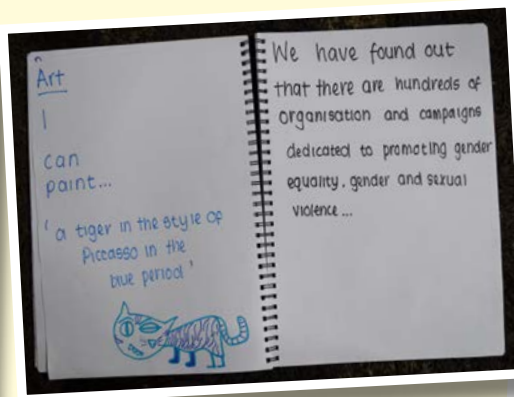 Art
I
can
paint...
'a tiger in the style of
Piccasso in the
blue period'
We have found out
that there are hundreds of
organisation and campaigns
dedicated to promoting gender
equality, gender and sexual
violence...